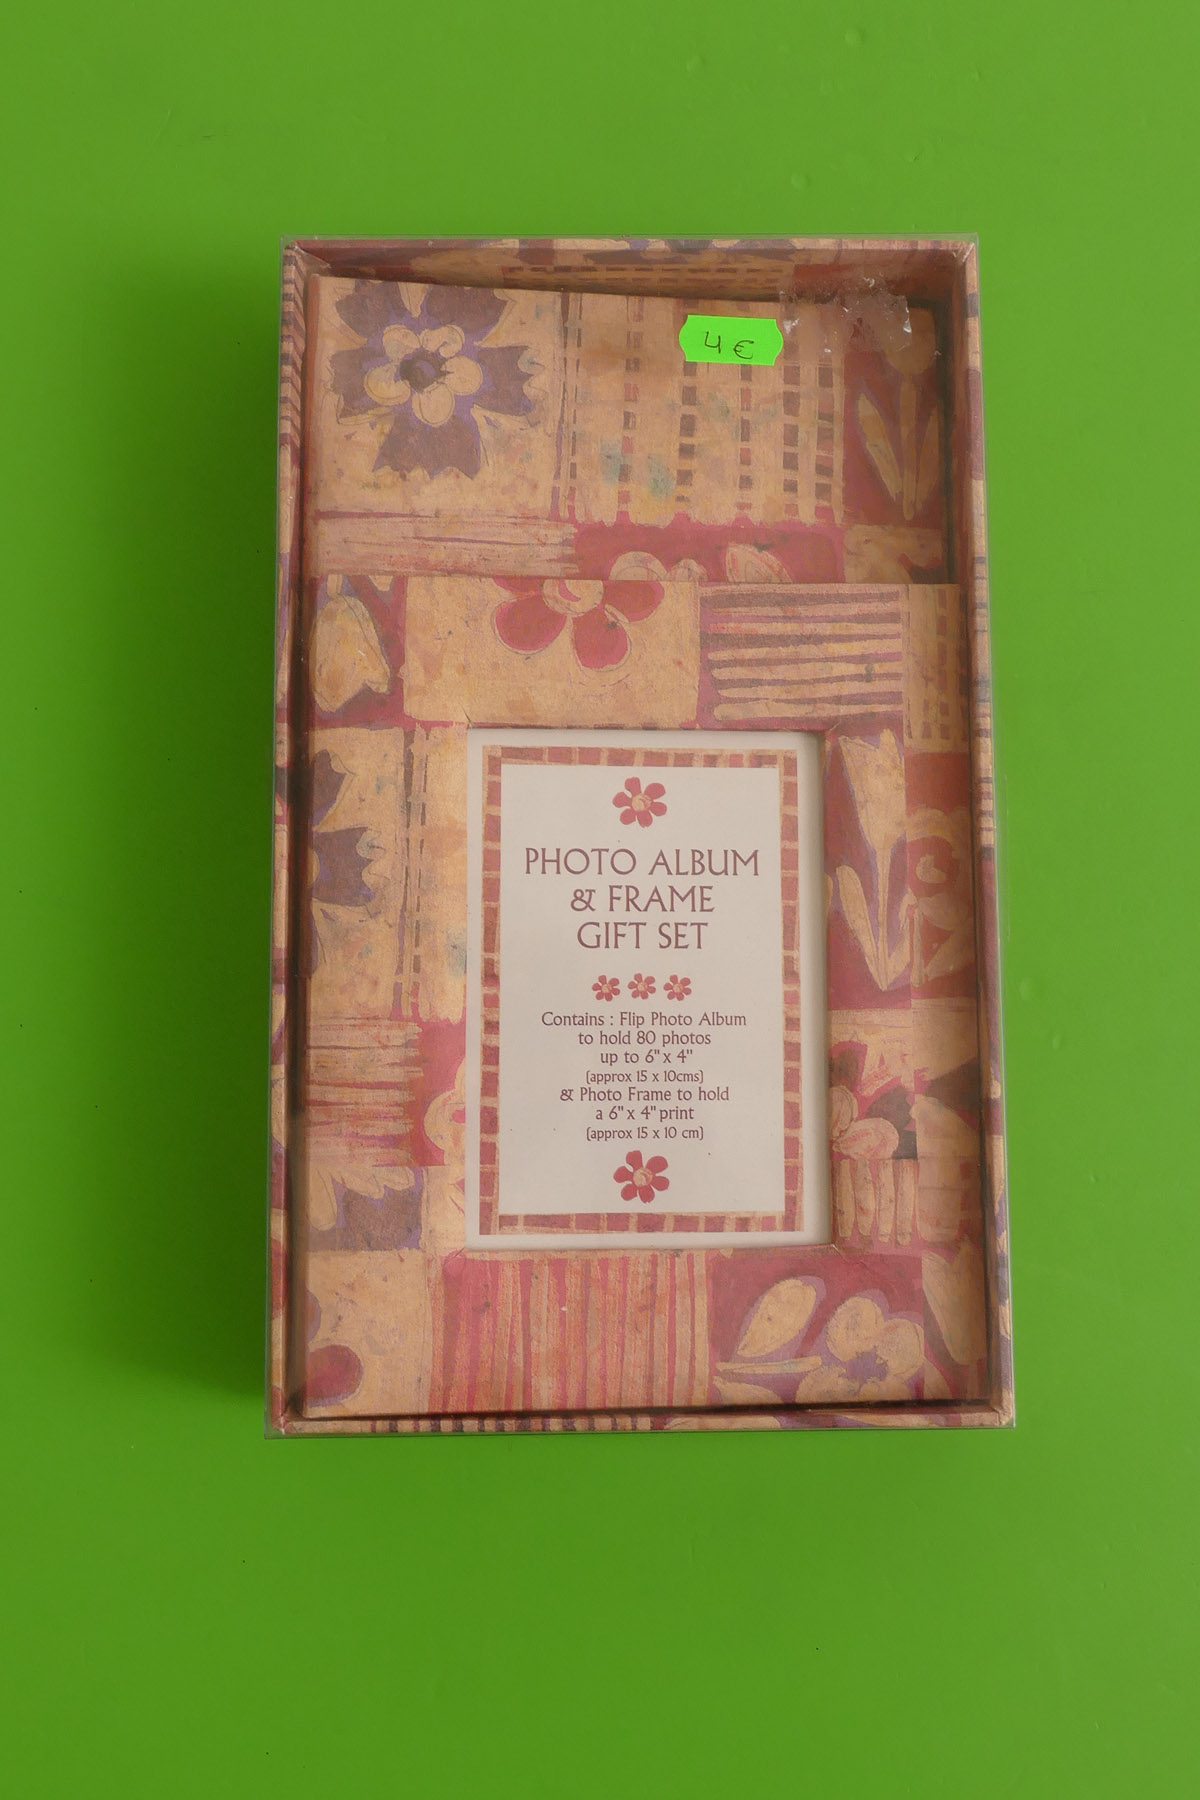 4 €
PHOTO ALBUM
& FRAME
GIFT SET
Contains : Flip Photo Album
to hold 80 photos
up to 6" x 4"
(approx 15 x 10cms)
& Photo Frame to hold
a 6" x 4" print
(approx 15 x 10 cm)